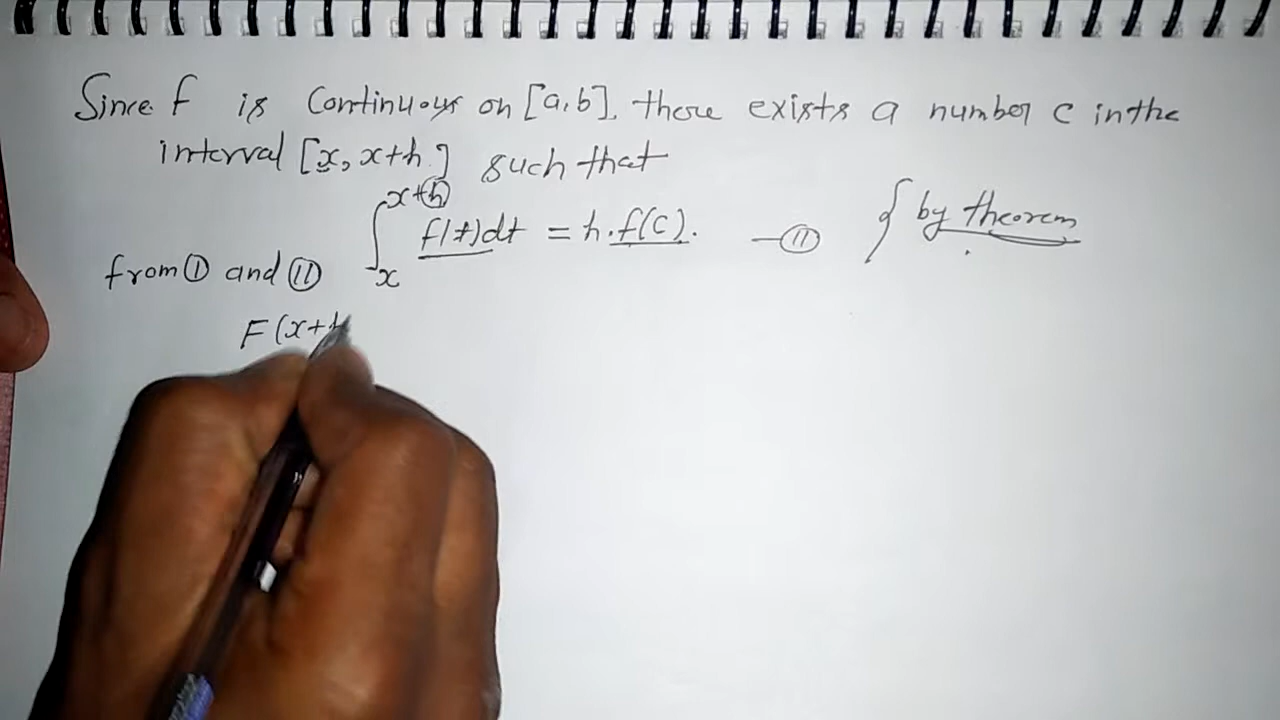 Since f is continuous on [a,b]. there exists a number c in the
interval [x, x+h] such that
∫ₓˣ⁺ʰ f(t)dt = h.f(c). —(II) { by theorem
from (I) and (II)
F(x+h